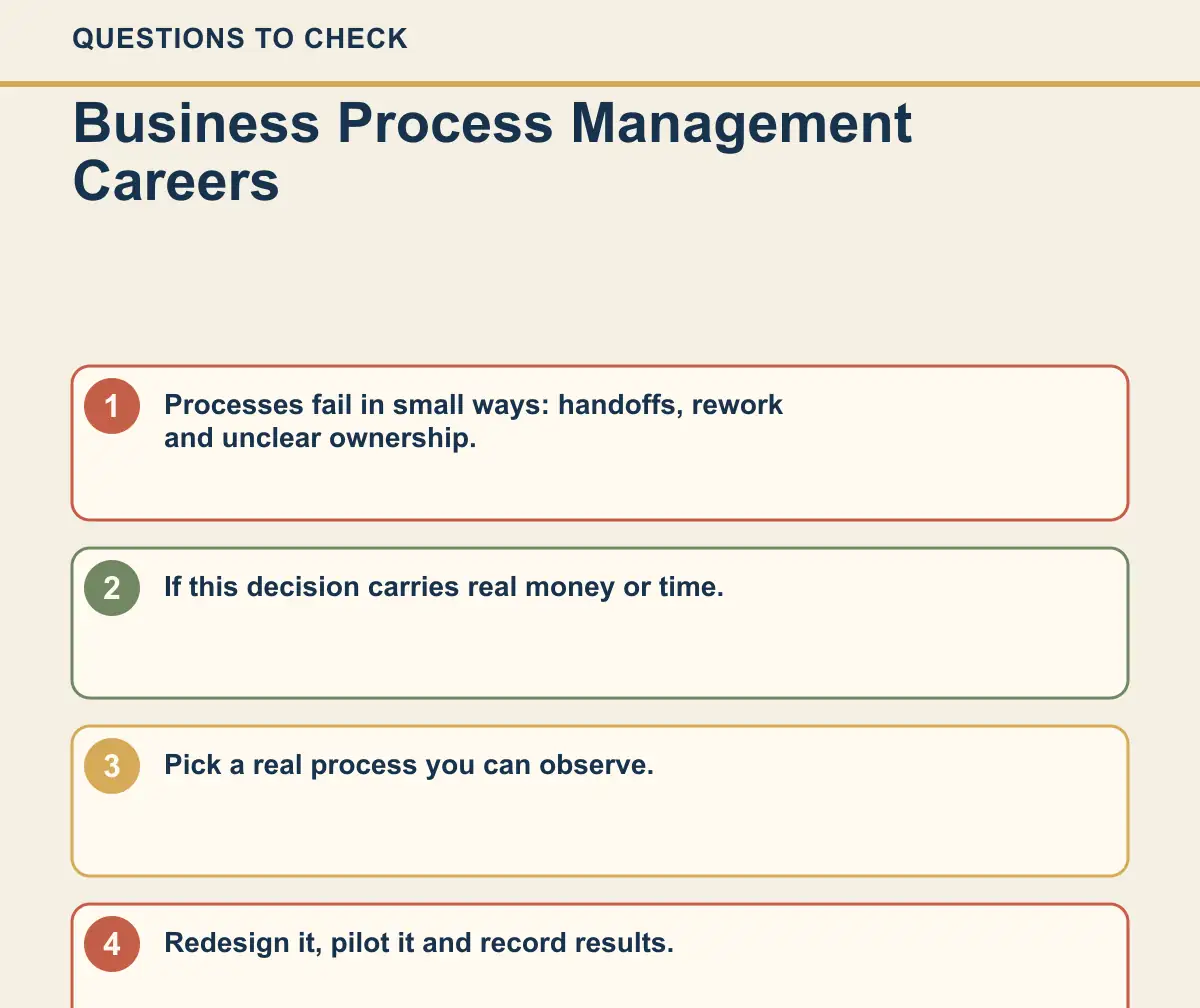 QUESTIONS TO CHECK
Business Process Management
Careers
1
Processes fail in small ways: handoffs, rework
and unclear ownership.
2
If this decision carries real money or time.
3
Pick a real process you can observe.
4
Redesign it, pilot it and record results.